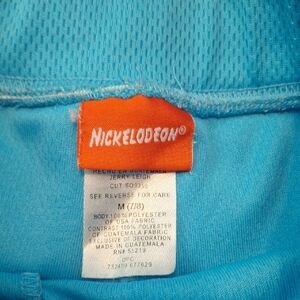 NICKELODEON®
JERRY LEIGH
SEE REVERSE FOR CARE
M (7/8)
BODY 100% POLYESTER
OF USA FABRIC
CONTRAST 100% POLYESTER
OF GUATEMALA FABRIC
EXCLUSIVE OF DECORATION
MADE IN GUATEMALA